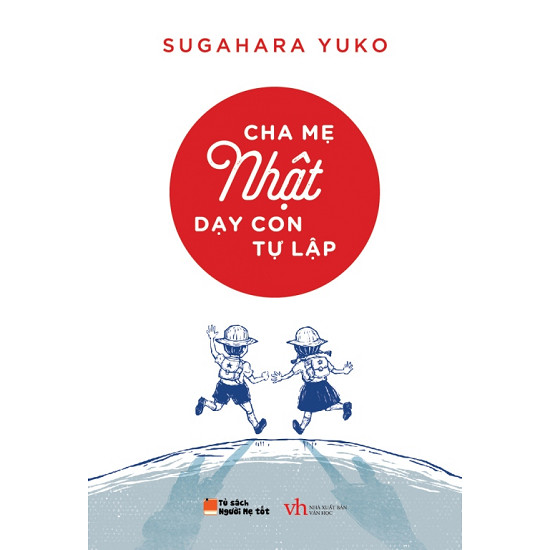 SUGAHARA YUKO
CHA MẸ
Nhật
DẠY CON
TỰ LẬP
Tủ sách
Người Mẹ tốt
vh
NHÀ XUẤT BẢN
VĂN HỌC